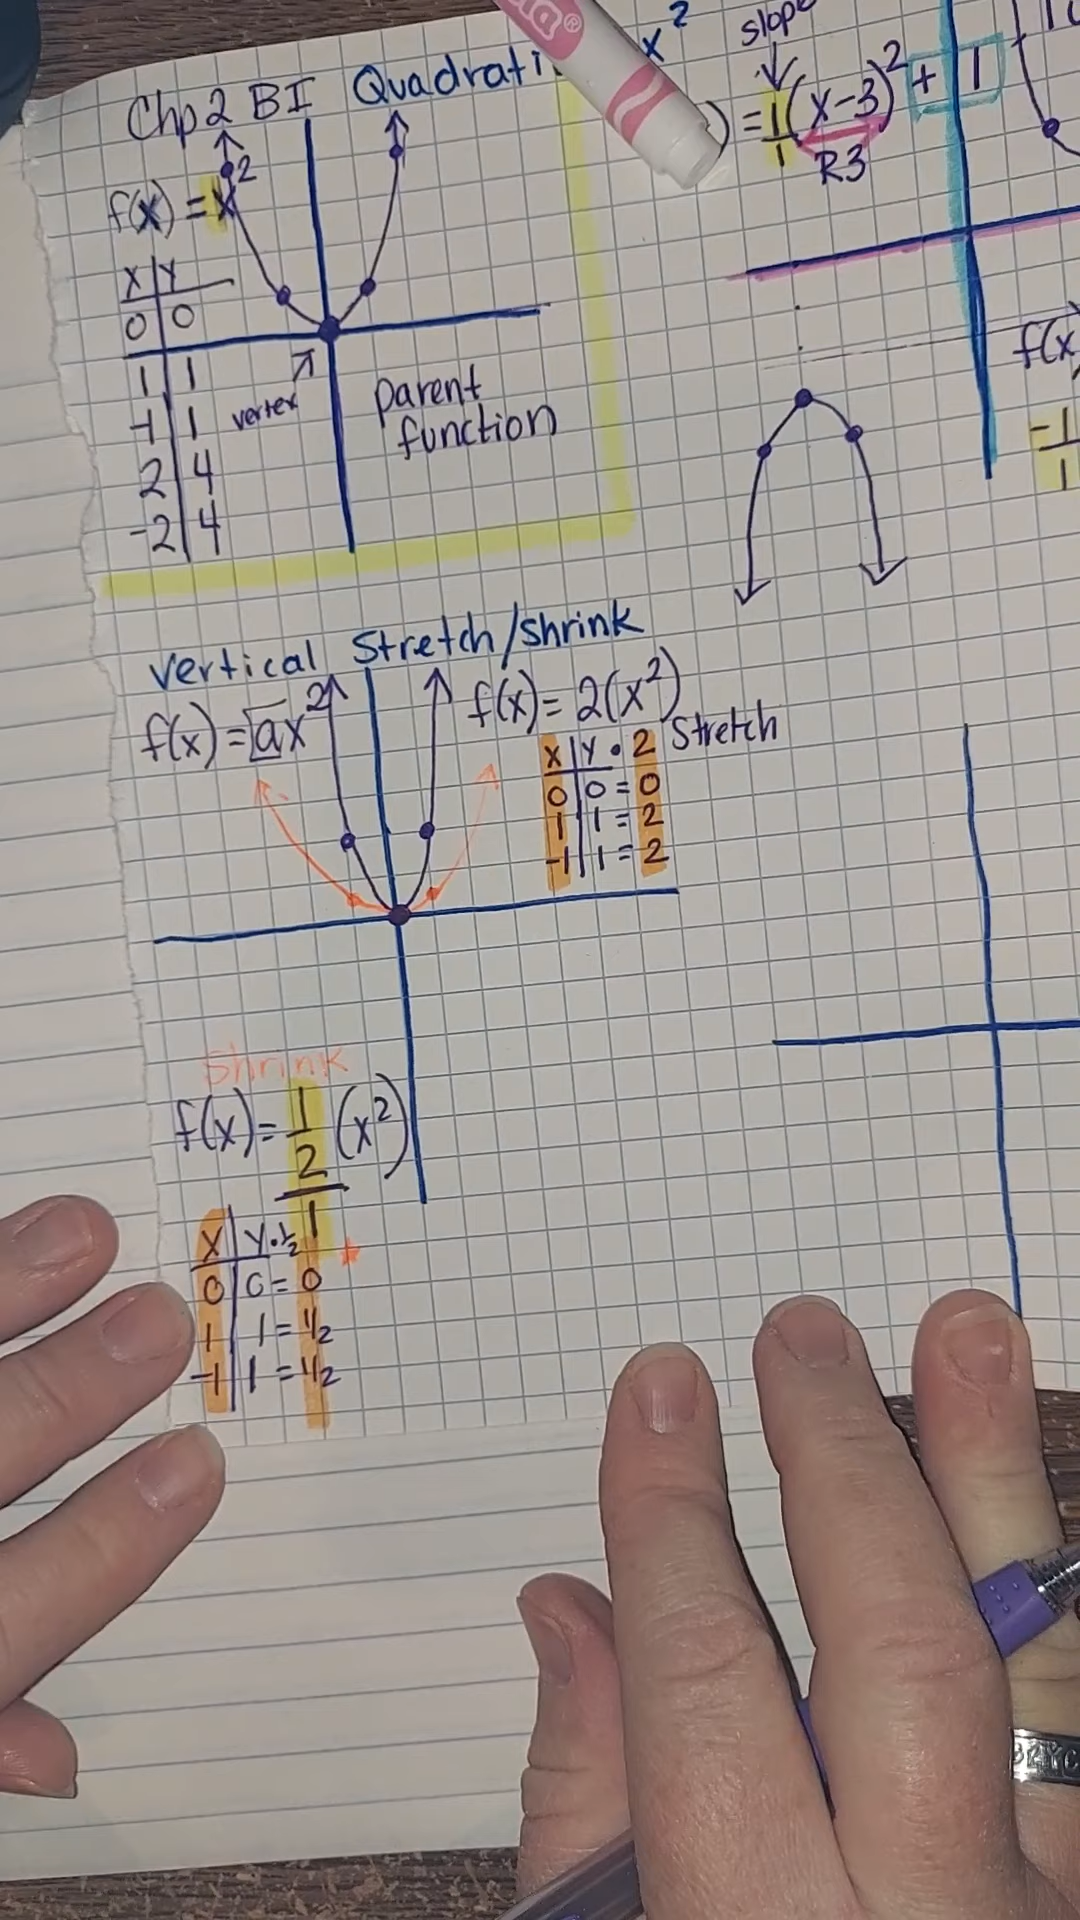 Chp 2 BI Quadrati x²
f(x) = x²
x | y
0 | 0
1 | 1
-1 | 1
2 | 4
-2 | 4
vertex
parent
function
slope
) = 1/1 (x-3)² + 1
R3
f(x)
-1/1
Vertical Stretch/shrink
f(x) = ax²
f(x) = 2(x²)
Stretch
x | y · 2
0 | 0 = 0
1 | 1 = 2
-1 | 1 = 2
Shrink
f(x) = 1/2/1 (x²)
x | y · 1/2
0 | 0 = 0
1 | 1 = 1/2
-1 | 1 = 1/2